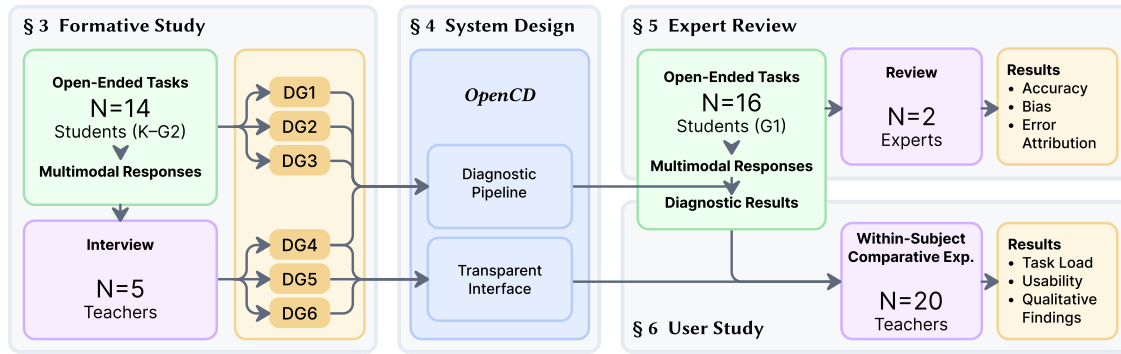 § 3 Formative Study
Open-Ended Tasks
N=14
Students (K–G2)
Multimodal Responses
Interview
N=5
Teachers
DG1
DG2
DG3
DG4
DG5
DG6
§ 4 System Design
OpenCD
Diagnostic
Pipeline
Transparent
Interface
§ 5 Expert Review
Open-Ended Tasks
N=16
Students (G1)
Multimodal Responses
Diagnostic Results
Review
N=2
Experts
Results
• Accuracy
• Bias
• Error
Attribution
§ 6 User Study
Within-Subject
Comparative Exp.
N=20
Teachers
Results
• Task Load
• Usability
• Qualitative
Findings